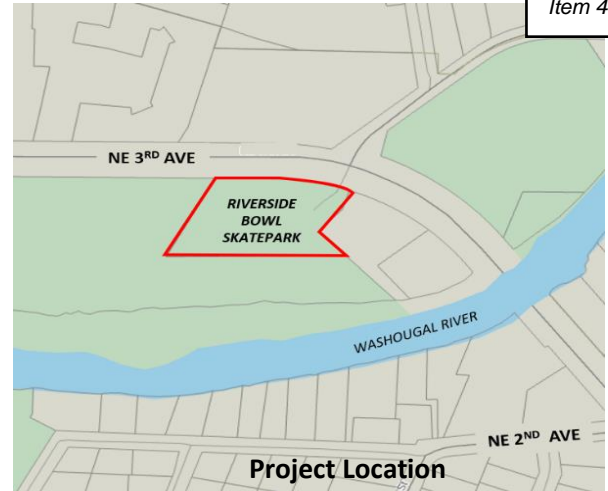 Item 4
NE 3RD AVE
RIVERSIDE
BOWL
SKATEPARK
WASHOUGAL RIVER
NE 2ND AVE
Project Location